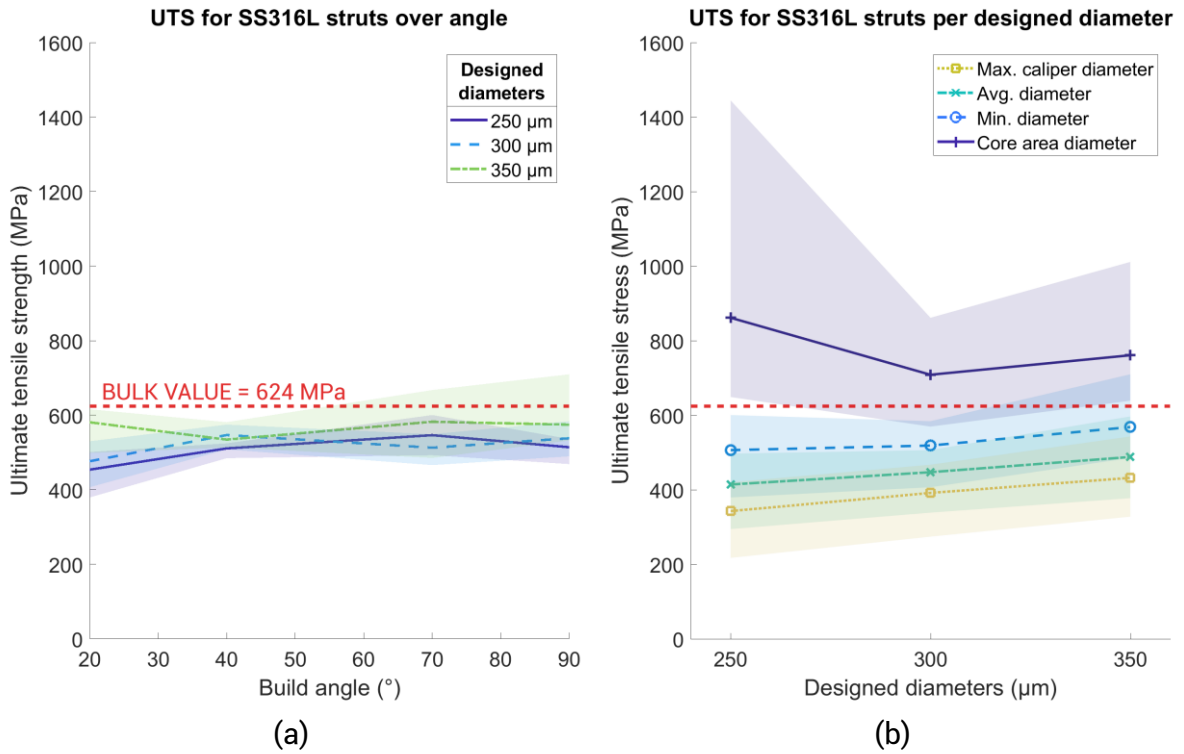 UTS for SS316L struts over angle
Ultimate tensile strength (MPa)
1600
1400
1200
1000
800
600
400
200
0
Designed
diameters
250 µm
300 µm
350 µm
BULK VALUE = 624 MPa
20 30 40 50 60 70 80 90
Build angle (°)
(a)
UTS for SS316L struts per designed diameter
Ultimate tensile stress (MPa)
1600
1400
1200
1000
800
600
400
200
0
Max. caliper diameter
Avg. diameter
Min. diameter
Core area diameter
250 300 350
Designed diameters (µm)
(b)